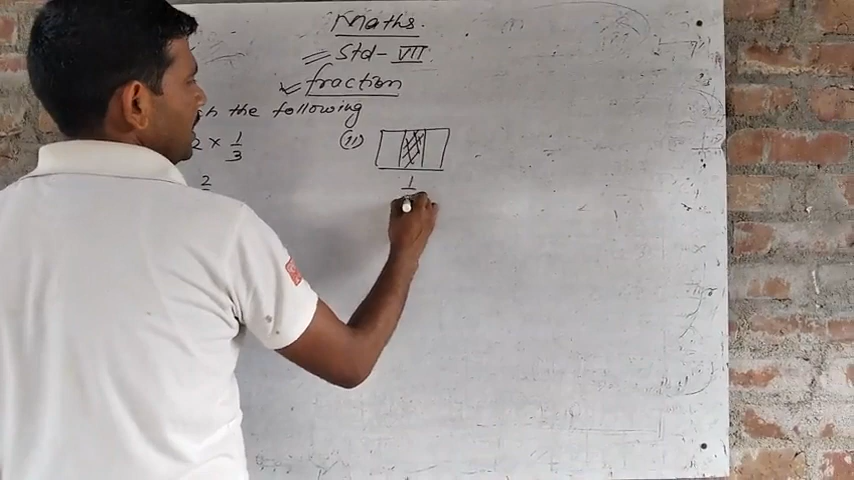 Maths.
Std- VII
fraction
the following
2 × 1/3
(ii)
2
1